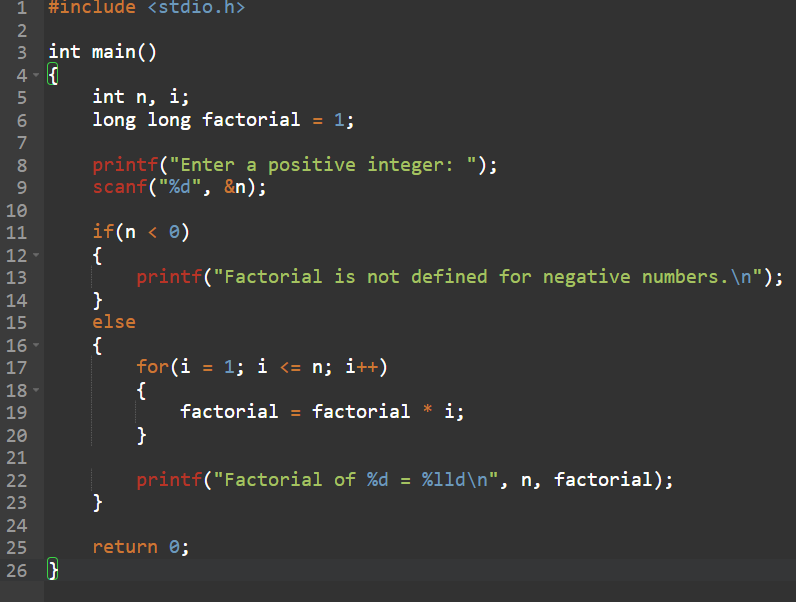 1 #include <stdio.h>
2
3 int main()
4 {
5     int n, i;
6     long long factorial = 1;
7
8     printf("Enter a positive integer: ");
9     scanf("%d", &n);
10
11     if(n < 0)
12     {
13         printf("Factorial is not defined for negative numbers.\n");
14     }
15     else
16     {
17         for(i = 1; i <= n; i++)
18         {
19             factorial = factorial * i;
20         }
21
22         printf("Factorial of %d = %lld\n", n, factorial);
23     }
24
25     return 0;
26 }